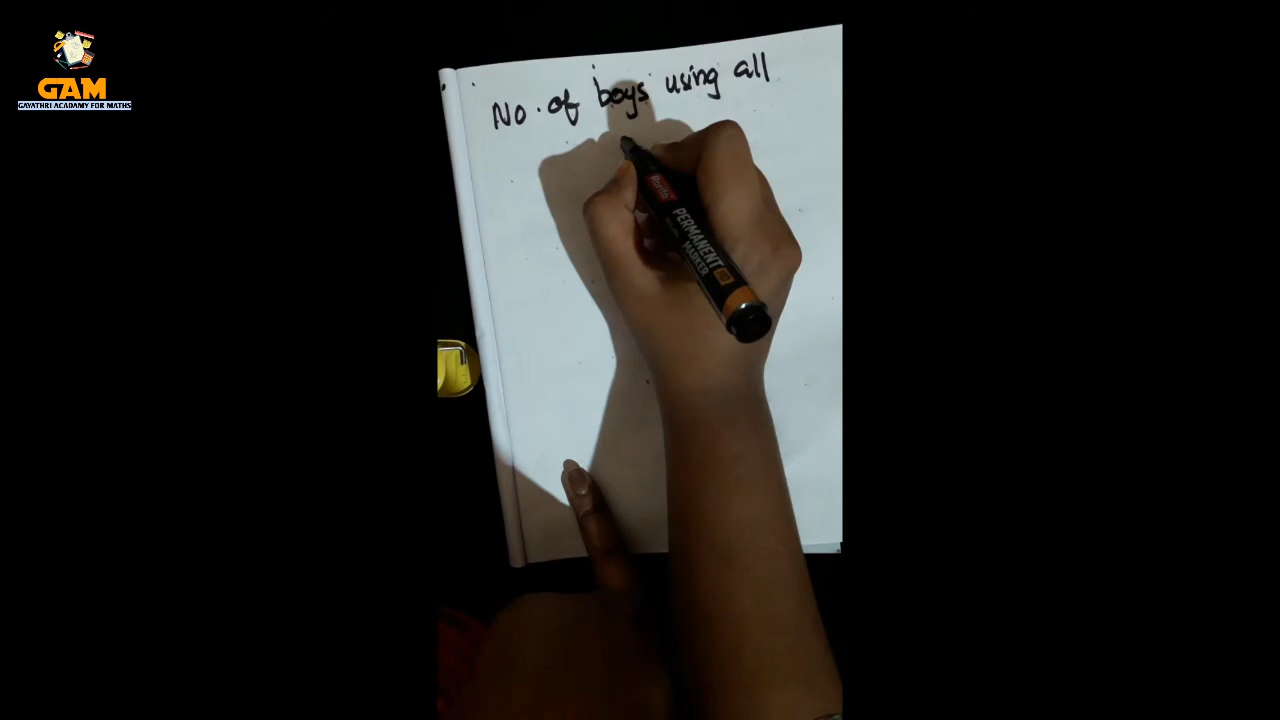 GAM
GAYATHRI ACADAMY FOR MATHS
No. of boys using all
PERMANENT
MARKER